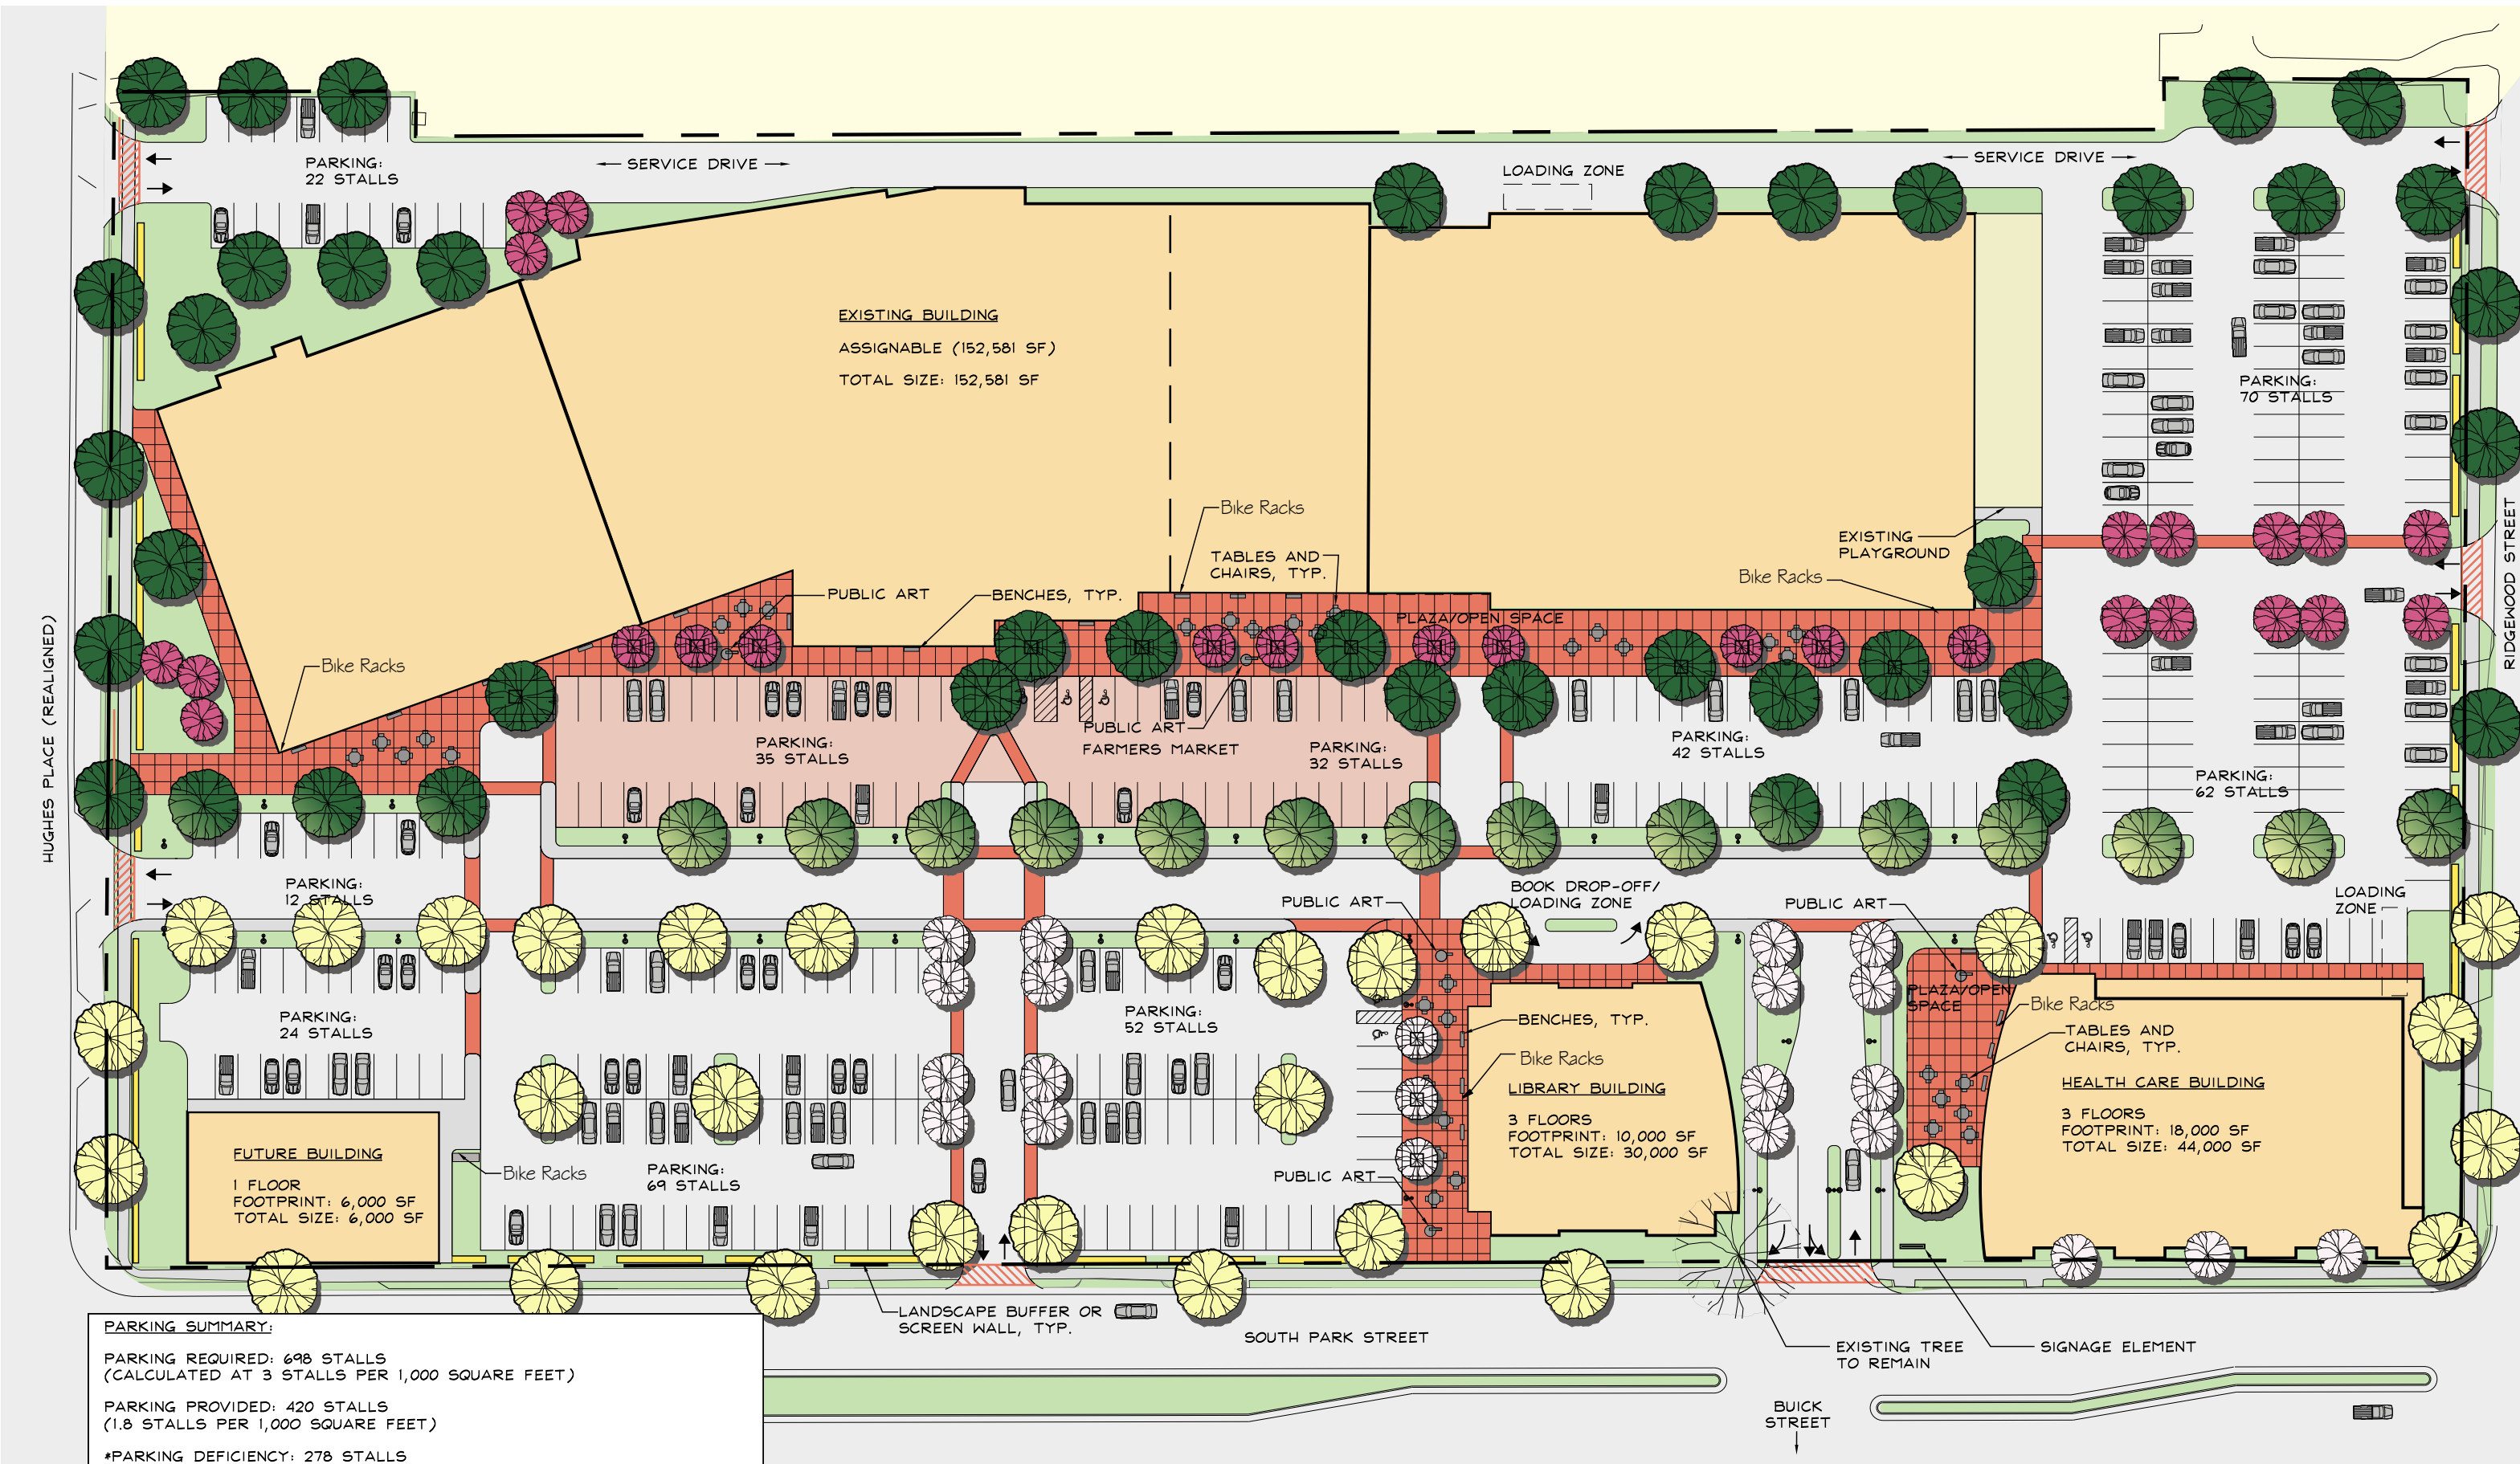 PARKING:
22 STALLS
SERVICE DRIVE
LOADING ZONE
SERVICE DRIVE
EXISTING BUILDING
ASSIGNABLE (152,581 SF)
TOTAL SIZE: 152,581 SF
PARKING:
70 STALLS
Bike Racks
TABLES AND
CHAIRS, TYP.
EXISTING
PLAYGROUND
Bike Racks
PUBLIC ART
BENCHES, TYP.
PLAZA/OPEN SPACE
RIDGEWOOD STREET
HUGHES PLACE (REALIGNED)
Bike Racks
PUBLIC ART
FARMERS MARKET
PARKING:
35 STALLS
PARKING:
32 STALLS
PARKING:
42 STALLS
PARKING:
62 STALLS
PARKING:
12 STALLS
PUBLIC ART
BOOK DROP-OFF/
LOADING ZONE
PUBLIC ART
LOADING
ZONE
PARKING:
24 STALLS
PARKING:
52 STALLS
PLAZA/OPEN
SPACE
Bike Racks
TABLES AND
CHAIRS, TYP.
BENCHES, TYP.
Bike Racks
LIBRARY BUILDING
3 FLOORS
FOOTPRINT: 10,000 SF
TOTAL SIZE: 30,000 SF
HEALTH CARE BUILDING
3 FLOORS
FOOTPRINT: 18,000 SF
TOTAL SIZE: 44,000 SF
FUTURE BUILDING
1 FLOOR
FOOTPRINT: 6,000 SF
TOTAL SIZE: 6,000 SF
Bike Racks
PARKING:
69 STALLS
PUBLIC ART
LANDSCAPE BUFFER OR
SCREEN WALL, TYP.
SOUTH PARK STREET
EXISTING TREE
TO REMAIN
SIGNAGE ELEMENT
BUICK
STREET
PARKING SUMMARY:
PARKING REQUIRED: 698 STALLS
(CALCULATED AT 3 STALLS PER 1,000 SQUARE FEET)
PARKING PROVIDED: 420 STALLS
(1.8 STALLS PER 1,000 SQUARE FEET)
*PARKING DEFICIENCY: 278 STALLS